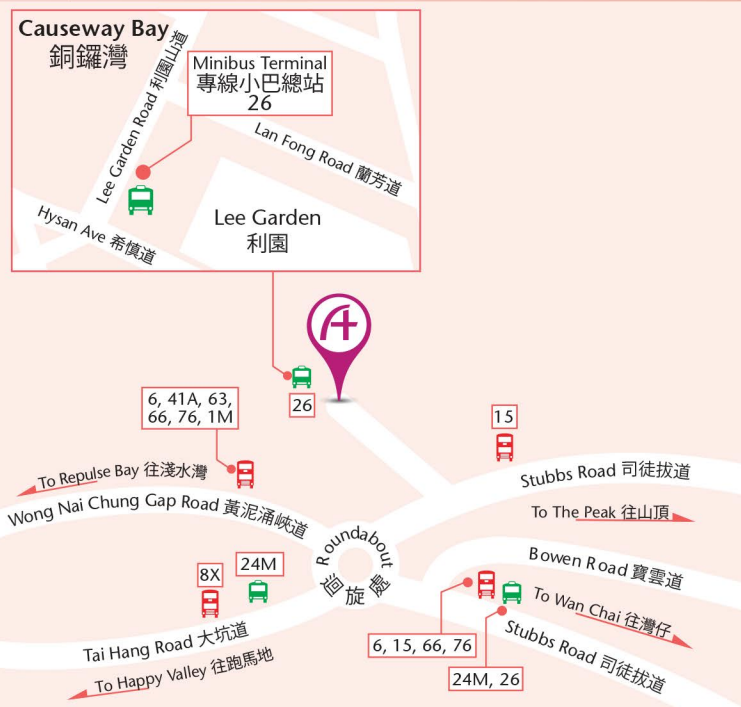 Causeway Bay
銅鑼灣
Lee Garden Road 利園山道
Minibus Terminal
專線小巴總站
26
Lan Fong Road 蘭芳道
Hysan Ave 希慎道
Lee Garden
利園
A+
26
6, 41A, 63,
66, 76, 1M
15
To Repulse Bay 往淺水灣
Wong Nai Chung Gap Road 黃泥涌峽道
Stubbs Road 司徒拔道
To The Peak 往山頂
Roundabout
迴旋處
8X
24M
Bowen Road 寶雲道
To Wan Chai 往灣仔
Tai Hang Road 大坑道
To Happy Valley 往跑馬地
6, 15, 66, 76
24M, 26
Stubbs Road 司徒拔道